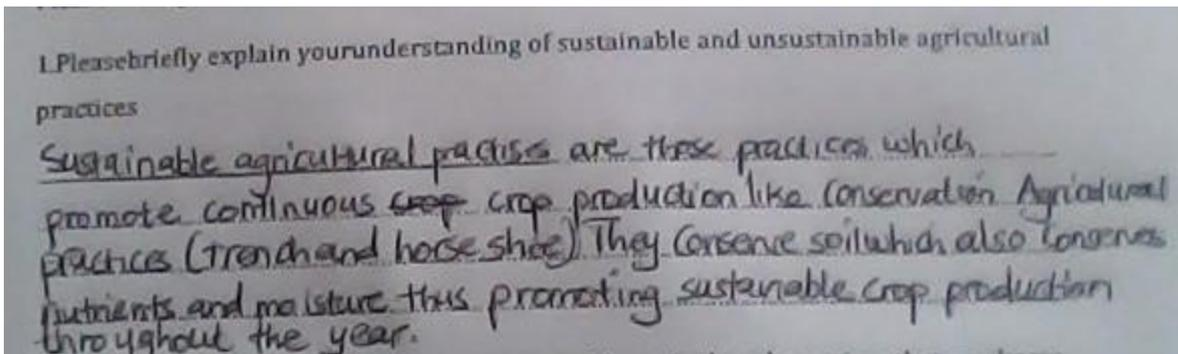 1.Pleasebriefly explain yourunderstanding of sustainable and unsustainable agricultural
practices
Sustainable agricultural practises are those practices which
promote continuous crop crop production like Conservation Agricultural
practices (Trench and horse shoe) They Conserve soil which also Conserves
nutrients and moisture thus promoting sustainable crop production
throughout the year.